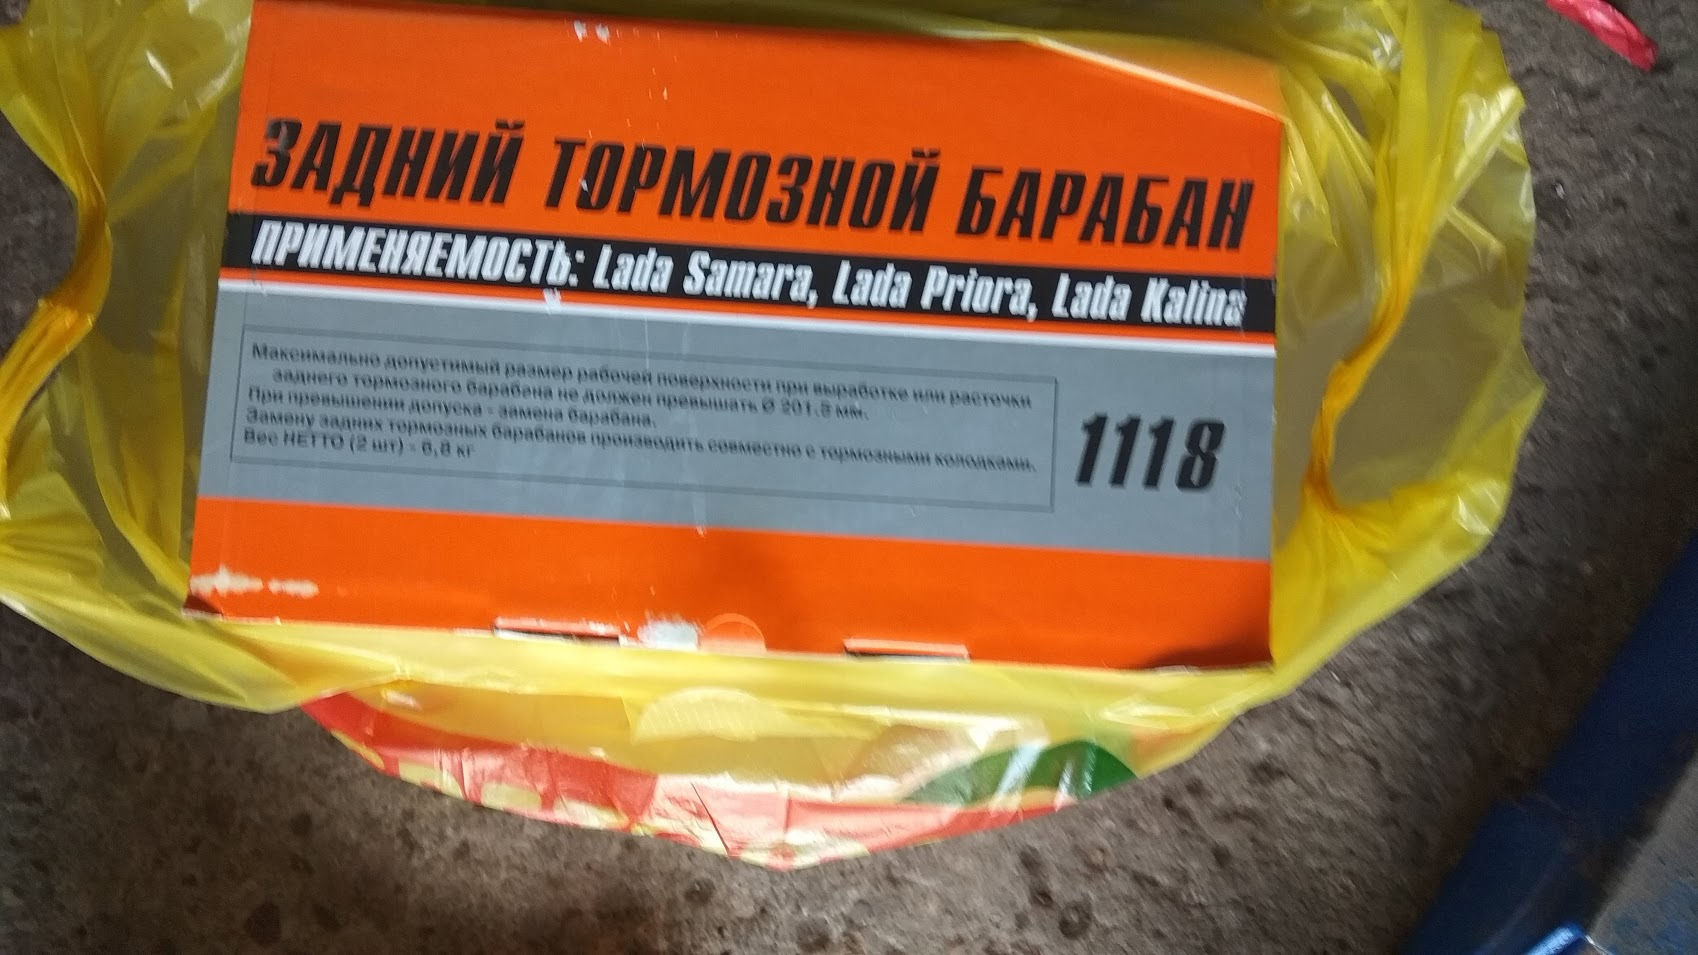 ЗАДНИЙ ТОРМОЗНОЙ БАРАБАН
ПРИМЕНЯЕМОСТЬ: Lada Samara, Lada Priora, Lada Kalina
Максимально допустимый размер рабочей поверхности при выработке или расточки
заднего тормозного барабана не должен превышать Ø 201.5 мм.
При превышении допуска - замена барабана.
Замену задних тормозных барабанов производить совместно с тормозными колодками.
Вес НЕТТО (2 шт) - 6,8 кг
1118